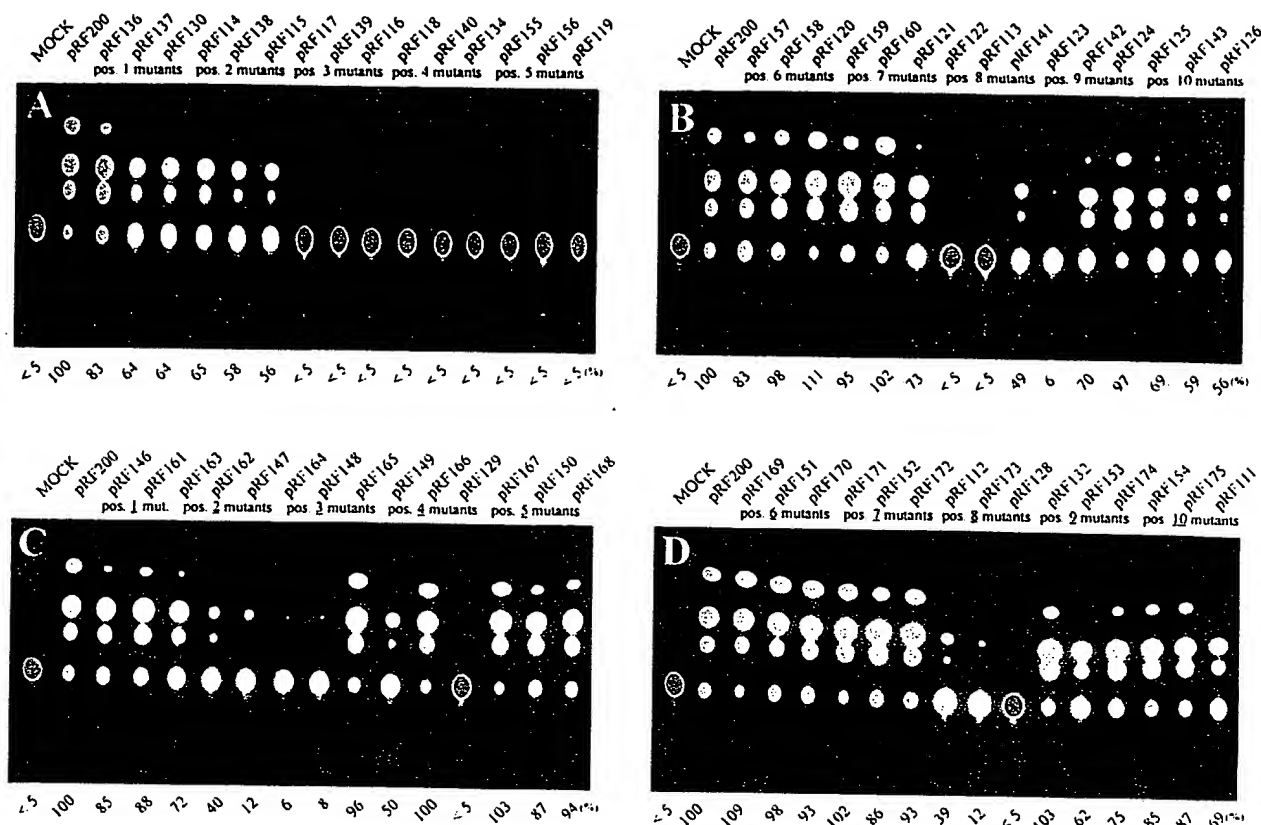 MOCK pRF200 pRF136 pRF137 pRF130 pRF114 pRF138 pRF115 pRF117 pRF139 pRF116 pRF118 pRF140 pRF134 pRF155 pRF156 pRF119
pos. 1 mutants pos. 2 mutants pos 3 mutants pos. 4 mutants pos. 5 mutants
A
<5 100 83 64 64 65 58 56 <5 <5 <5 <5 <5 <5 <5 <5 <5 (%)
MOCK pRF200 pRF157 pRF158 pRF120 pRF159 pRF160 pRF121 pRF122 pRF113 pRF141 pRF123 pRF142 pRF124 pRF125 pRF143 pRF126
pos. 6 mutants pos. 7 mutants pos 8 mutants pos. 9 mutants pos 10 mutants
B
<5 100 83 98 111 95 102 73 <5 <5 49 6 70 97 69. 59 56 (%)
MOCK pRF200 pRF146 pRF161 pRF163 pRF162 pRF147 pRF164 pRF148 pRF165 pRF149 pRF166 pRF129 pRF167 pRF150 pRF168
pos. 1 mut. pos. 2 mutants pos. 3 mutants pos. 4 mutants pos. 5 mutants
C
<5 100 85 88 72 40 12 6 8 96 50 100 <5 103 87 94 (%)
MOCK pRF200 pRF169 pRF151 pRF170 pRF171 pRF152 pRF172 pRF112 pRF173 pRF128 pRF132 pRF153 pRF174 pRF154 pRF175 pRF111
pos. 6 mutants pos. 7 mutants pos. 8 mutants pos. 9 mutants pos 10 mutants
D
<5 100 109 98 93 102 86 93 39 12 <5 103 62 75 85 87 69 (%)